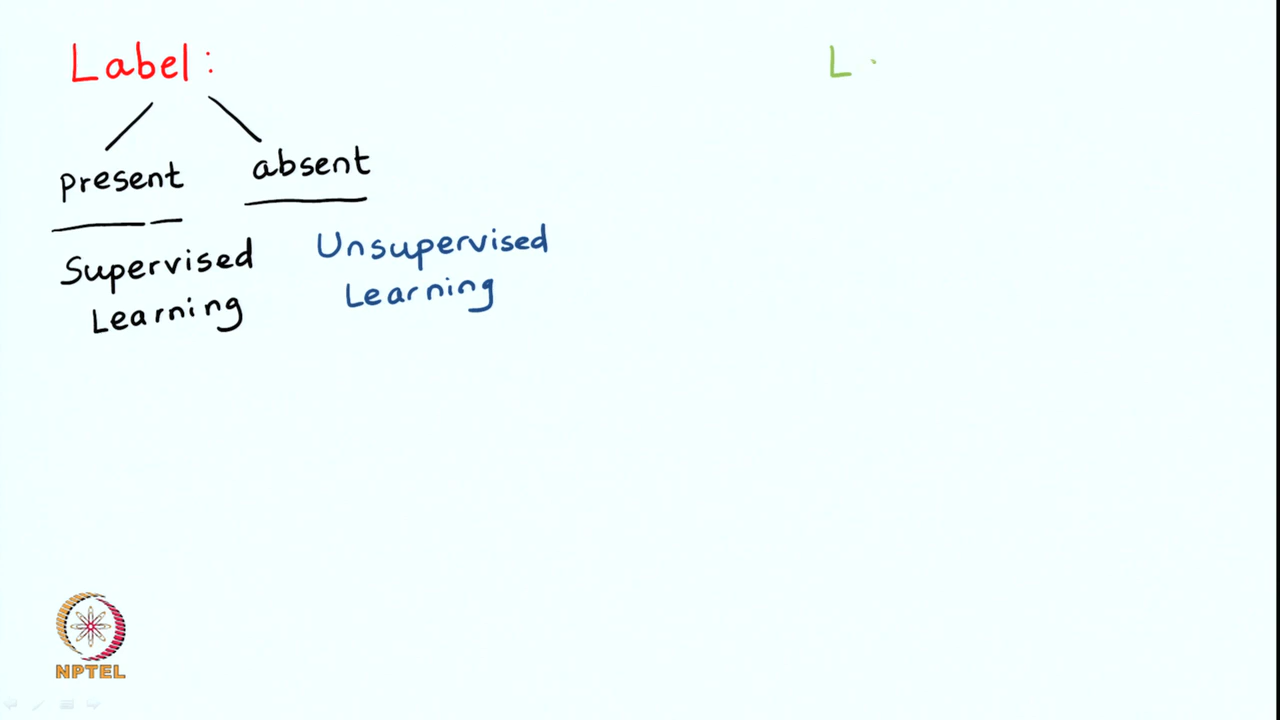 Label:
L
present absent
Supervised Learning
Unsupervised Learning
NPTEL